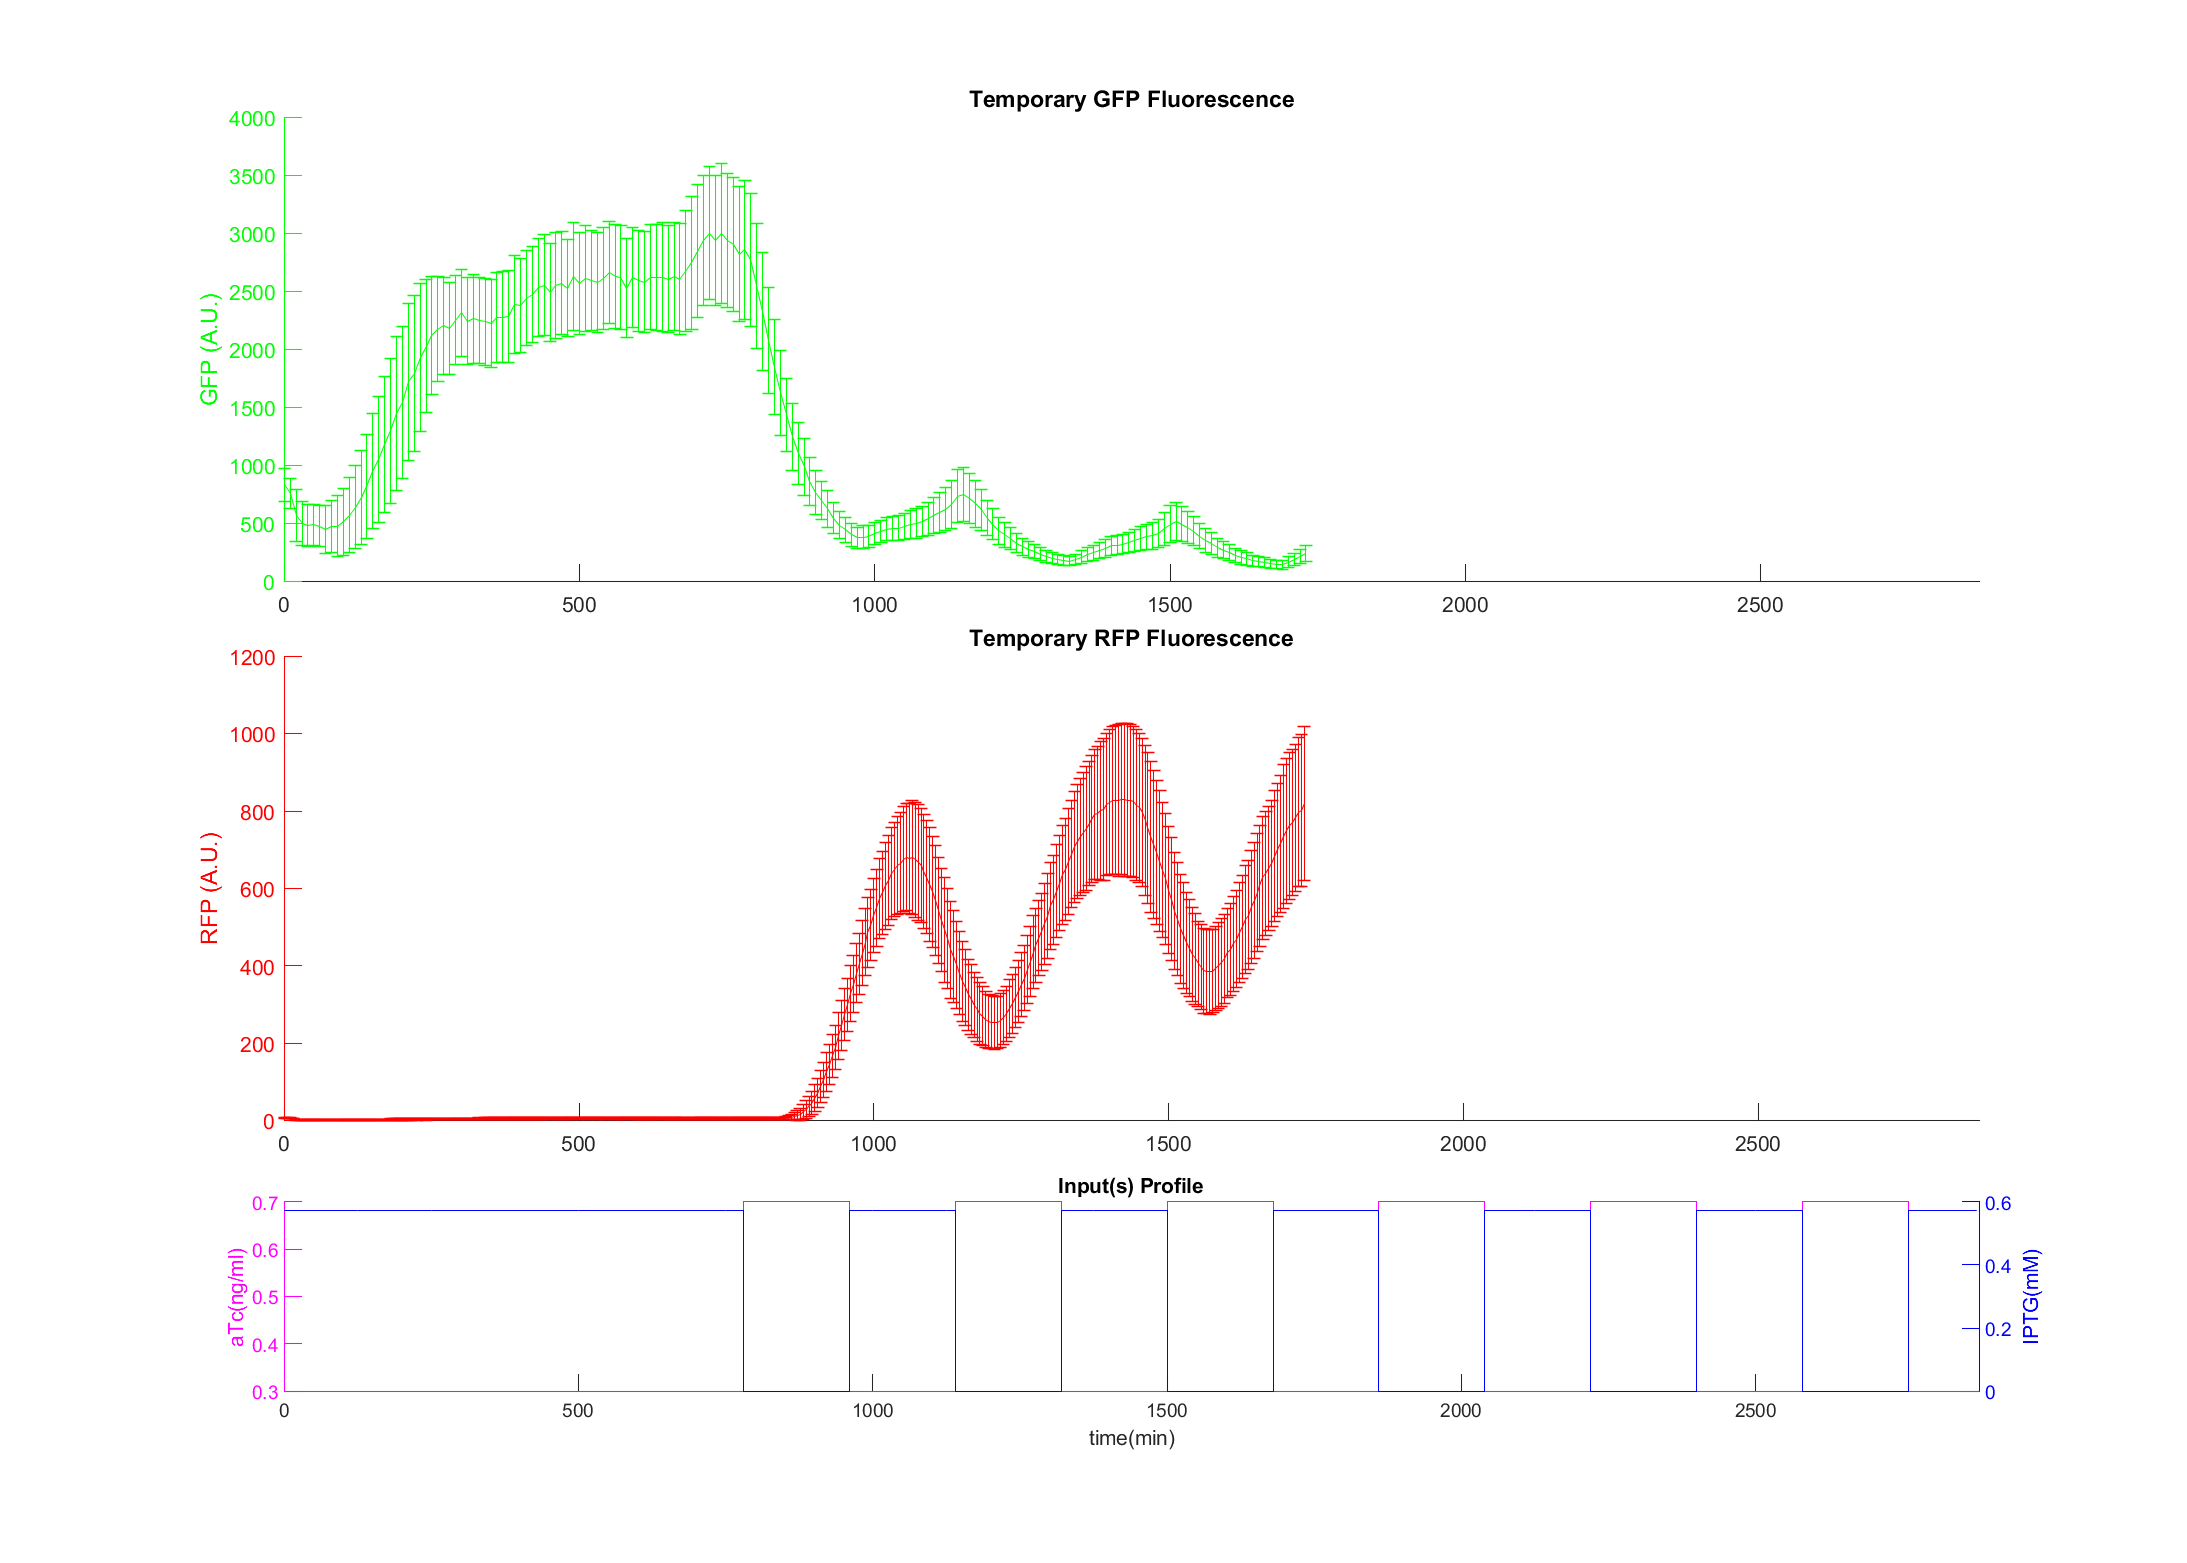 Temporary GFP Fluorescence
4000
3500
3000
2500
2000
1500
1000
500
0
GFP (A.U.)
0 500 1000 1500 2000 2500
Temporary RFP Fluorescence
1200
1000
800
600
400
200
0
RFP (A.U.)
0 500 1000 1500 2000 2500
Input(s) Profile
0.7
0.6
0.5
0.4
0.3
aTc(ng/ml)
0.6
0.4
0.2
0
IPTG(mM)
0 500 1000 1500 2000 2500
time(min)